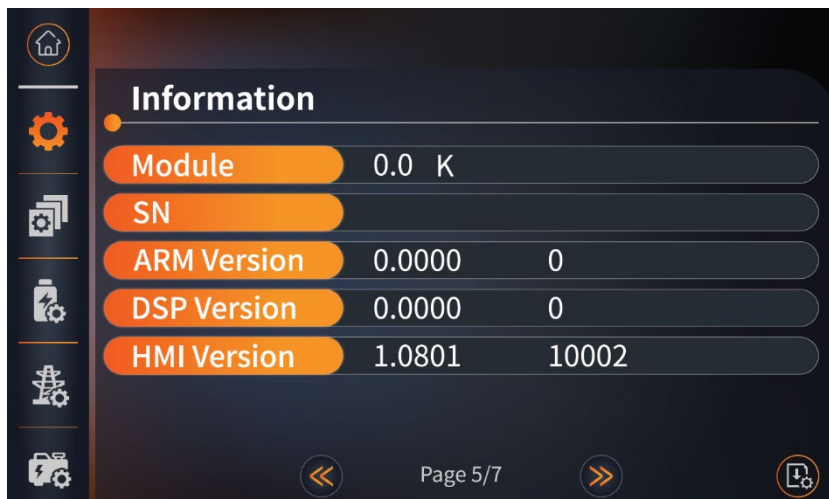 Information
Module 0.0 K
SN
ARM Version 0.0000 0
DSP Version 0.0000 0
HMI Version 1.0801 10002
Page 5/7